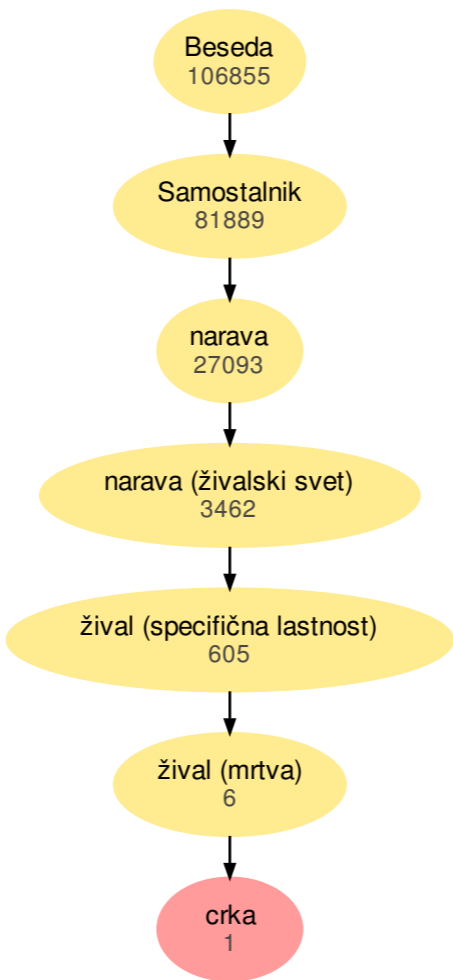 Beseda
106855
Samostalnik
81889
narava
27093
narava (živalski svet)
3462
žival (specifična lastnost)
605
žival (mrtva)
6
crka
1